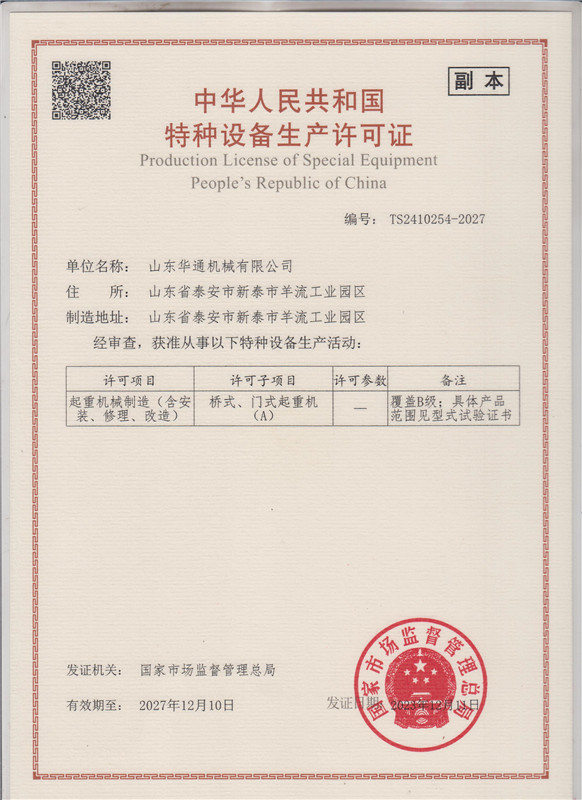 副 本
中华人民共和国
特种设备生产许可证
Production License of Special Equipment
People's Republic of China
编号： TS2410254-2027
单位名称： 山东华通机械有限公司
住 所： 山东省泰安市新泰市羊流工业园区
制造地址： 山东省泰安市新泰市羊流工业园区
经审查，获准从事以下特种设备生产活动：
许可项目 许可子项目 许可参数 备注
起重机械制造（含安 桥式、门式起重机 — 覆盖B级；具体产品
装、修理、改造） （A） 范围见型式试验证书
发证机关： 国家市场监督管理总局
有效期至： 2027年12月10日 发证日期：
国家市场监督管理总局